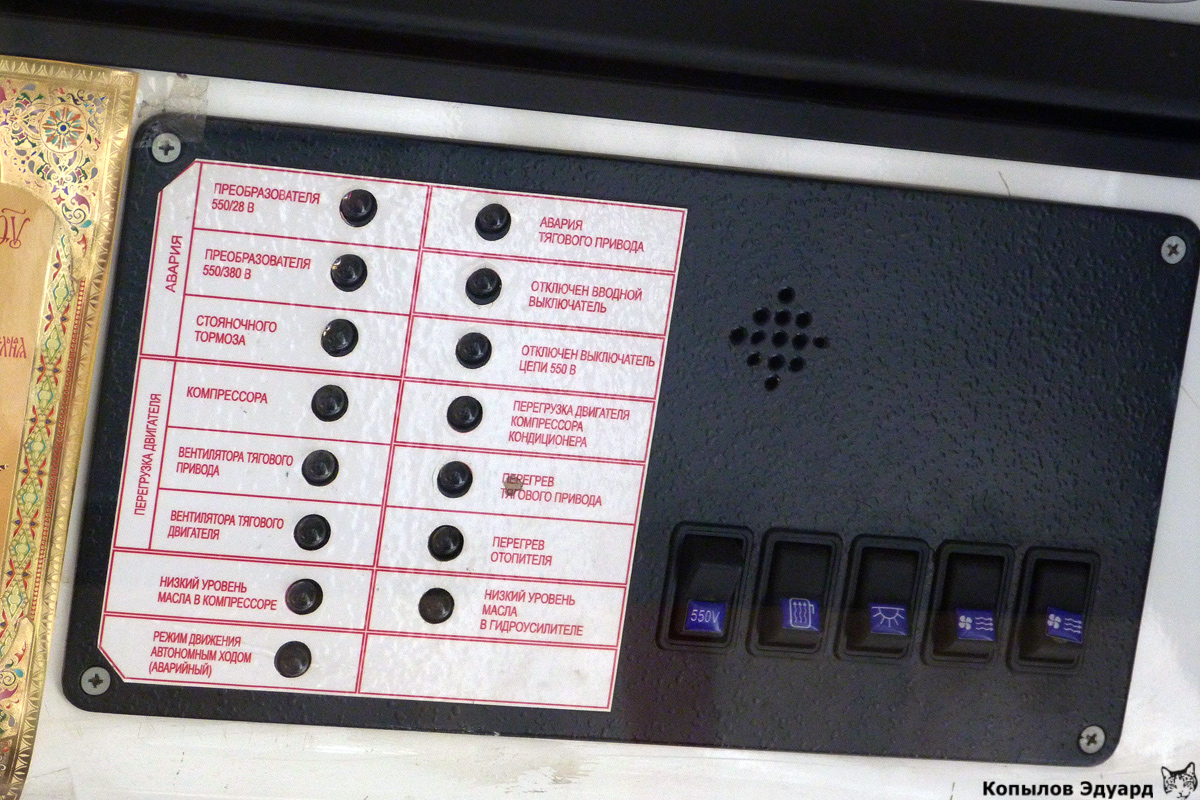 АВАРИЯ
ПРЕОБРАЗОВАТЕЛЯ
550/28 В
ПРЕОБРАЗОВАТЕЛЯ
550/380 В
СТОЯНОЧНОГО
ТОРМОЗА
ПЕРЕГРУЗКА ДВИГАТЕЛЯ
КОМПРЕССОРА
ВЕНТИЛЯТОРА ТЯГОВОГО
ПРИВОДА
ВЕНТИЛЯТОРА ТЯГОВОГО
ДВИГАТЕЛЯ
НИЗКИЙ УРОВЕНЬ
МАСЛА В КОМПРЕССОРЕ
РЕЖИМ ДВИЖЕНИЯ
АВТОНОМНЫМ ХОДОМ
(АВАРИЙНЫЙ)
АВАРИЯ
ТЯГОВОГО ПРИВОДА
ОТКЛЮЧЕН ВВОДНОЙ
ВЫКЛЮЧАТЕЛЬ
ОТКЛЮЧЕН ВЫКЛЮЧАТЕЛЬ
ЦЕПИ 550 В
ПЕРЕГРУЗКА ДВИГАТЕЛЯ
КОМПРЕССОРА
КОНДИЦИОНЕРА
ПЕРЕГРЕВ
ТЯГОВОГО ПРИВОДА
ПЕРЕГРЕВ
ОТОПИТЕЛЯ
НИЗКИЙ УРОВЕНЬ
МАСЛА
В ГИДРОУСИЛИТЕЛЕ
550V
Копылов Эдуард